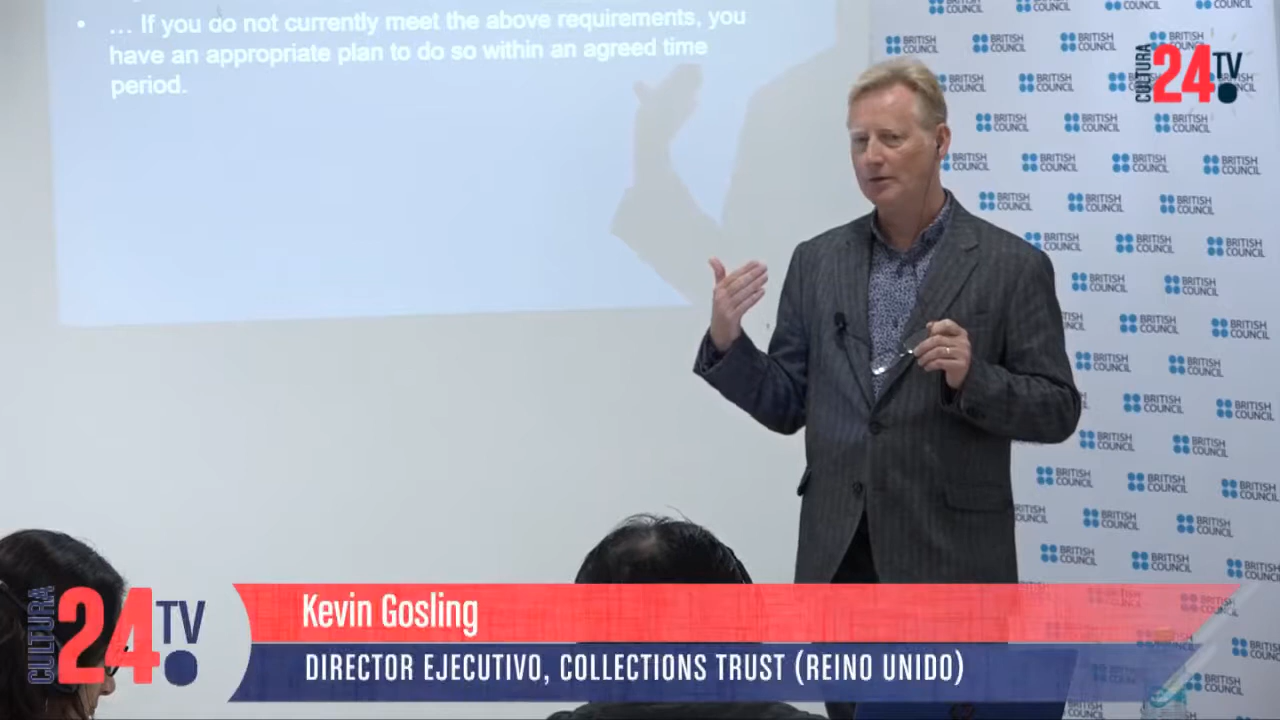 ... If you do not currently meet the above requirements, you
have an appropriate plan to do so within an agreed time
period.
CULTURA 24 TV
BRITISH COUNCIL
CULTURA 24 TV
Kevin Gosling
DIRECTOR EJECUTIVO, COLLECTIONS TRUST (REINO UNIDO)